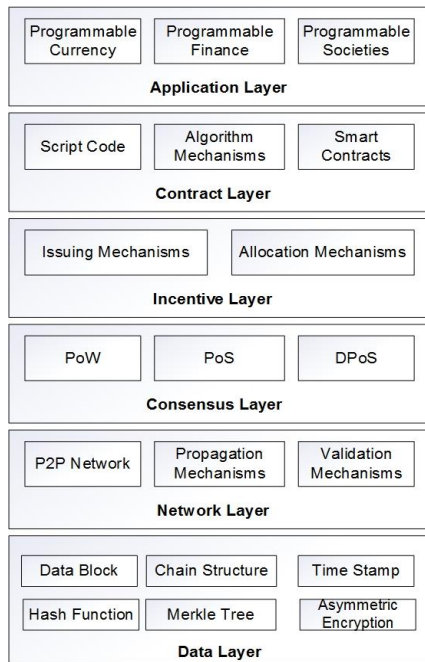 Programmable Currency
Programmable Finance
Programmable Societies
Application Layer
Script Code
Algorithm Mechanisms
Smart Contracts
Contract Layer
Issuing Mechanisms
Allocation Mechanisms
Incentive Layer
PoW
PoS
DPoS
Consensus Layer
P2P Network
Propagation Mechanisms
Validation Mechanisms
Network Layer
Data Block
Chain Structure
Time Stamp
Hash Function
Merkle Tree
Asymmetric Encryption
Data Layer